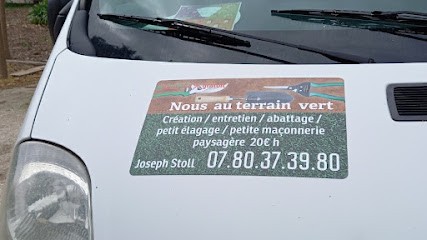 Nous au terrain vert
Création / entretien / abattage /
petit élagage / petite maçonnerie
paysagère 20€ h
Joseph Stoll 07.80.37.39.80